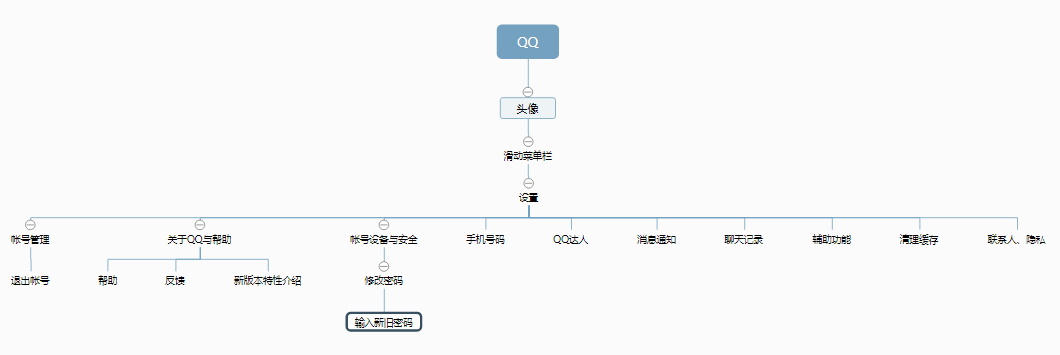 QQ
头像
滑动菜单栏
设置
帐号管理
关于QQ与帮助
帐号设备与安全
手机号码
QQ达人
消息通知
聊天记录
辅助功能
清理缓存
联系人、隐私
退出帐号
帮助
反馈
新版本特性介绍
修改密码
输入新旧密码